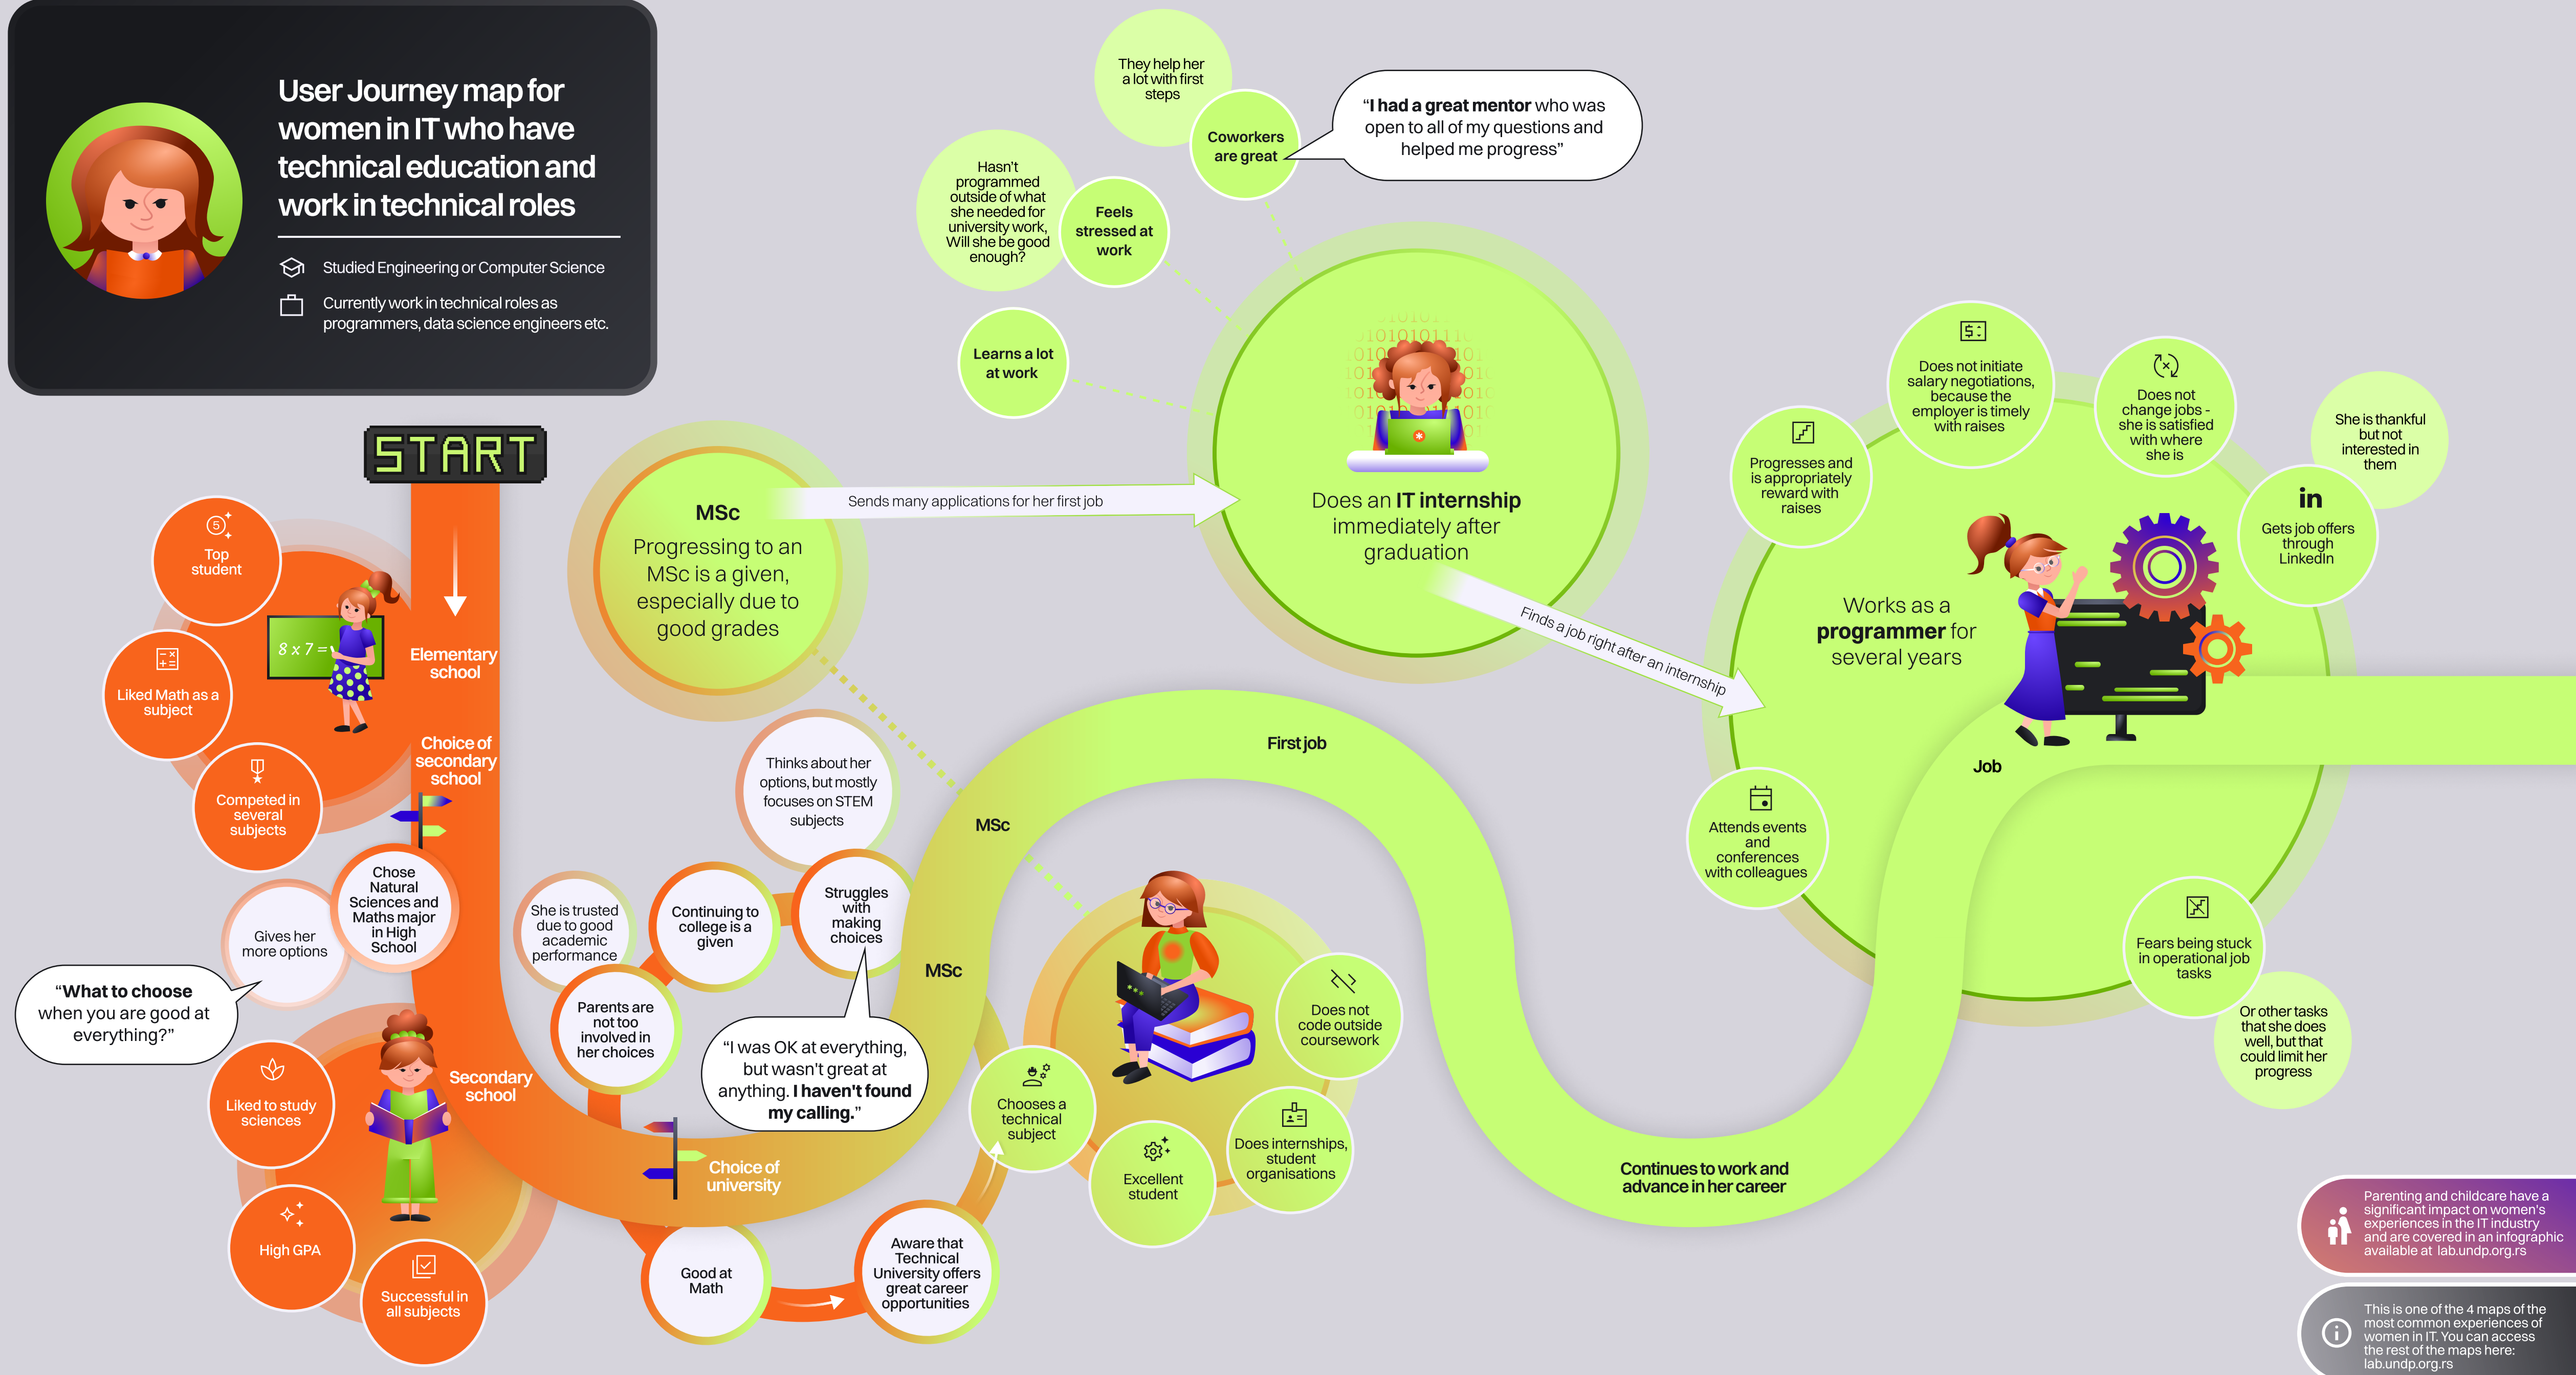 User Journey map for
women in IT who have
technical education and
work in technical roles
Studied Engineering or Computer Science
Currently work in technical roles as
programmers, data science engineers etc.
START
Top
student
Liked Math as a
subject
Competed in
several
subjects
8 x 7 =
Elementary
school
Choice of
secondary
school
Chose
Natural
Sciences and
Maths major
in High
School
Gives her
more options
“What to choose
when you are good at
everything?”
Liked to study
sciences
High GPA
Successful in
all subjects
Secondary
school
She is trusted
due to good
academic
performance
Parents are
not too
involved in
her choices
Continuing to
college is a
given
Struggles
with
making
choices
Thinks about her
options, but mostly
focuses on STEM
subjects
“I was OK at everything,
but wasn't great at
anything. I haven't found
my calling.”
Choice of
university
Good at
Math
Aware that
Technical
University offers
great career
opportunities
Chooses a
technical
subject
Excellent
student
Does internships,
student
organisations
Does not
code outside
coursework
MSc
MSc
MSc
Progressing to an
MSc is a given,
especially due to
good grades
Sends many applications for her first job
First job
Does an IT internship
immediately after
graduation
Learns a lot
at work
Feels
stressed at
work
Hasn’t
programmed
outside of what
she needed for
university work,
Will she be good
enough?
Coworkers
are great
They help her
a lot with first
steps
“I had a great mentor who was
open to all of my questions and
helped me progress”
Finds a job right after an internship
Continues to work and
advance in her career
Job
Works as a
programmer for
several years
Progresses and
is appropriately
reward with
raises
Does not initiate
salary negotiations,
because the
employer is timely
with raises
Does not
change jobs -
she is satisfied
with where
she is
in
Gets job offers
through
LinkedIn
She is thankful
but not
interested in
them
Attends events
and
conferences
with colleagues
Fears being stuck
in operational job
tasks
Or other tasks
that she does
well, but that
could limit her
progress
Parenting and childcare have a
significant impact on women's
experiences in the IT industry
and are covered in an infographic
available at lab.undp.org.rs
This is one of the 4 maps of the
most common experiences of
women in IT. You can access
the rest of the maps here:
lab.undp.org.rs